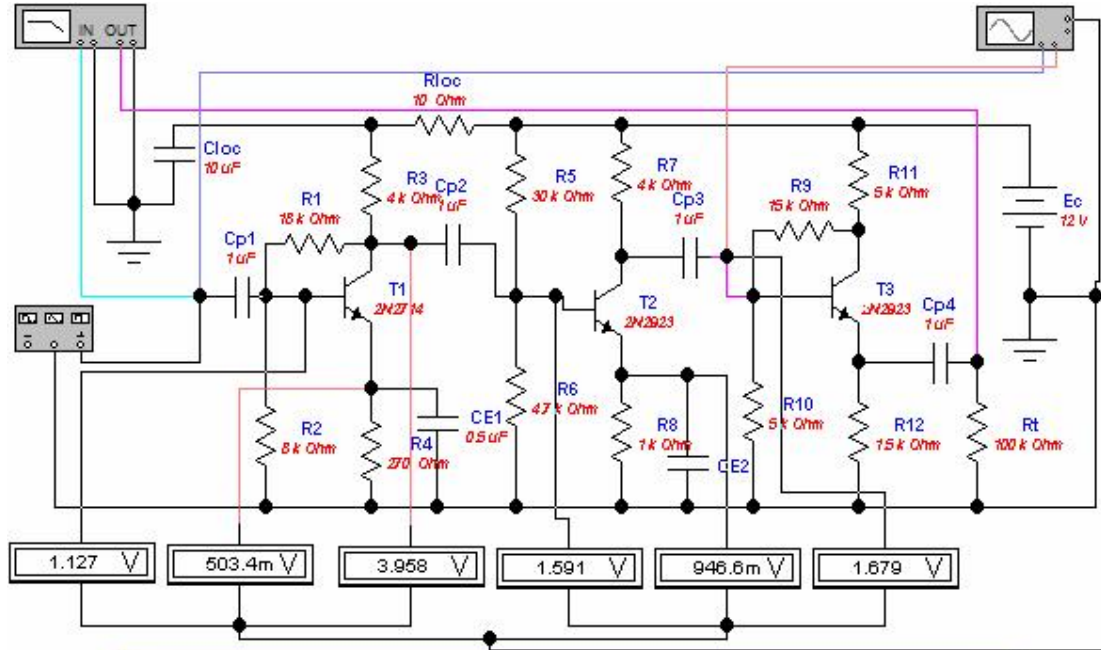 IN OUT
Rloc
10 Ohm
Cloc
10 uF
R1
18 k Ohm
R3
4 k Ohm
Cp2
1 uF
R5
30 k Ohm
R7
4 k Ohm
Cp3
1 uF
R9
15 k Ohm
R11
5 k Ohm
Ec
12 V
Cp1
1 uF
T1
2N2714
T2
2N2923
T3
2N2923
Cp4
1 uF
R2
8 k Ohm
R4
270 Ohm
CE1
0.5 uF
R6
4.7 k Ohm
R8
1 k Ohm
CE2
R10
5 k Ohm
R12
1.5 k Ohm
Rt
100 k Ohm
1.127 V
503.4m V
3.958 V
1.591 V
946.6m V
1.679 V